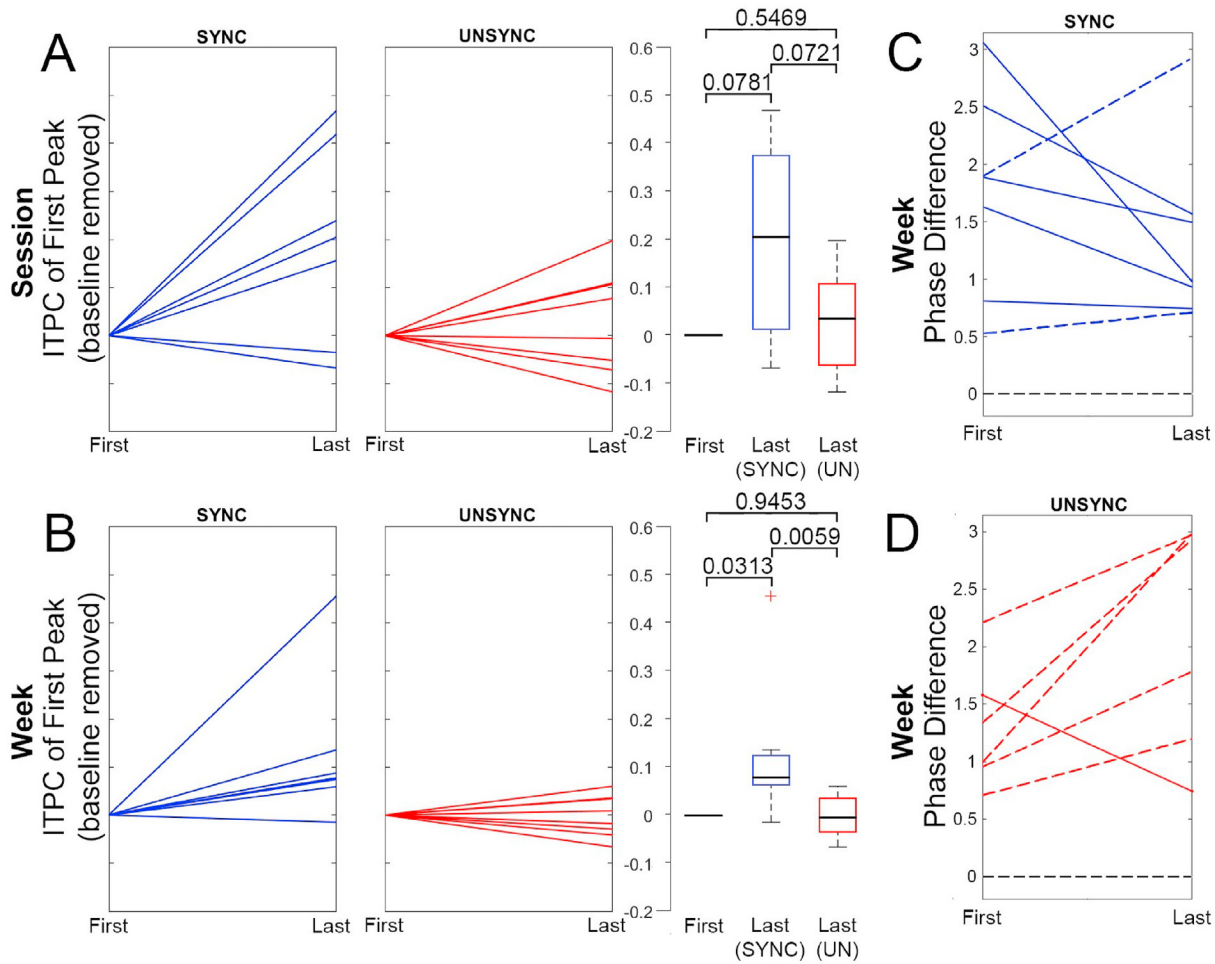 A
SYNC
UNSYNC
Session
ITPC of First Peak
(baseline removed)
First
Last
First
Last
0.6
0.5
0.4
0.3
0.2
0.1
0
-0.1
-0.2
0.5469
0.0721
0.0781
First
Last
(SYNC)
Last
(UN)
C
SYNC
Week
Phase Difference
3
2.5
2
1.5
1
0.5
0
First
Last
B
SYNC
UNSYNC
Week
ITPC of First Peak
(baseline removed)
First
Last
First
Last
0.6
0.5
0.4
0.3
0.2
0.1
0
-0.1
-0.2
0.9453
0.0059
0.0313
First
Last
(SYNC)
Last
(UN)
D
UNSYNC
Week
Phase Difference
3
2.5
2
1.5
1
0.5
0
First
Last